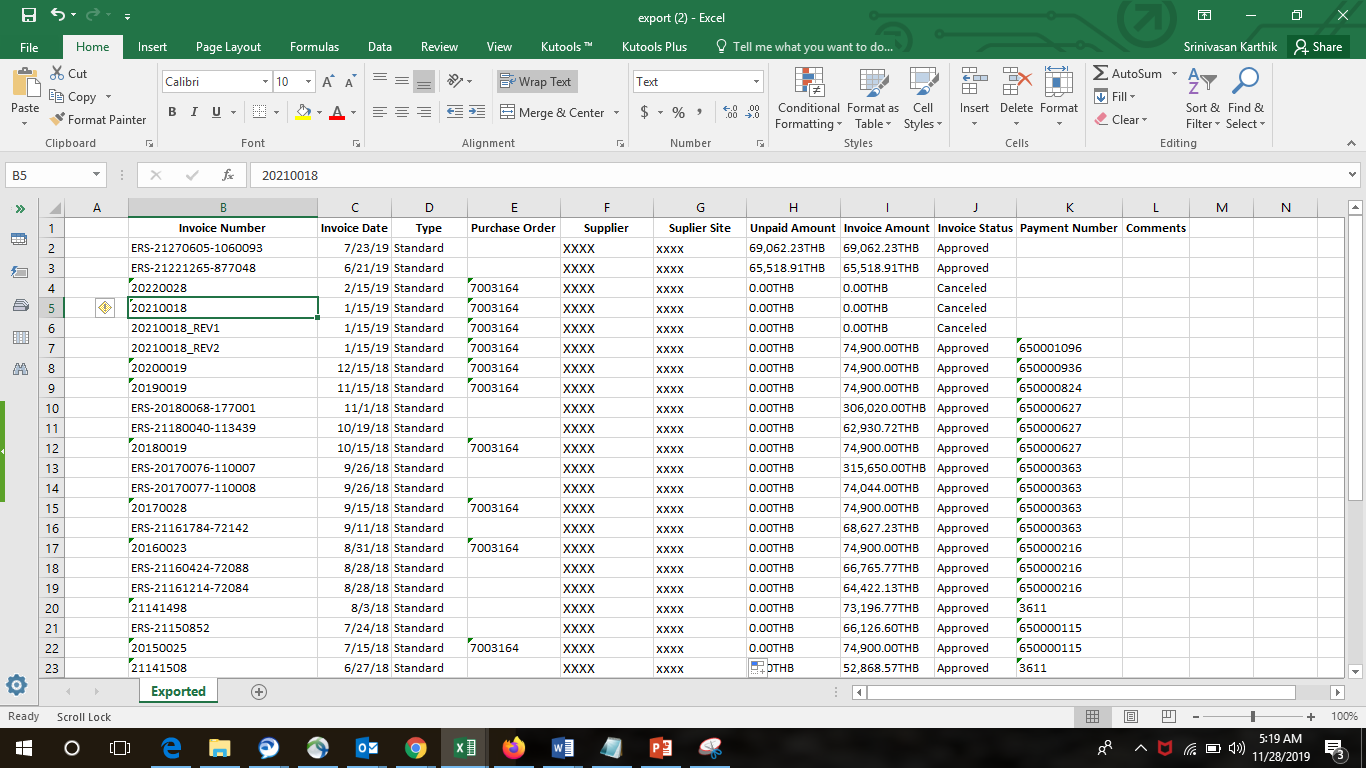 export (2) - Excel
File Home Insert Page Layout Formulas Data Review View Kutools ™ Kutools Plus Tell me what you want to do... Srinivasan Karthik Share
Paste Cut Copy Format Painter Clipboard
Calibri 10 A A B I U A Font
Wrap Text Merge & Center Alignment
Text $ % , .00 Number
Conditional Formatting Format as Table Cell Styles Styles
Insert Delete Format Cells
AutoSum Fill Clear Sort & Filter Find & Select Editing
B5 fx 20210018
A B C D E F G H I J K L M N
1 Invoice Number Invoice Date Type Purchase Order Supplier Suplier Site Unpaid Amount Invoice Amount Invoice Status Payment Number Comments
2 ERS-21270605-1060093 7/23/19 Standard XXXX xxxx 69,062.23THB 69,062.23THB Approved
3 ERS-21221265-877048 6/21/19 Standard XXXX xxxx 65,518.91THB 65,518.91THB Approved
4 20220028 2/15/19 Standard 7003164 XXXX xxxx 0.00THB 0.00THB Canceled
5 20210018 1/15/19 Standard 7003164 XXXX xxxx 0.00THB 0.00THB Canceled
6 20210018_REV1 1/15/19 Standard 7003164 XXXX xxxx 0.00THB 0.00THB Canceled
7 20210018_REV2 1/15/19 Standard 7003164 XXXX xxxx 0.00THB 74,900.00THB Approved 650001096
8 20200019 12/15/18 Standard 7003164 XXXX xxxx 0.00THB 74,900.00THB Approved 650000936
9 20190019 11/15/18 Standard 7003164 XXXX xxxx 0.00THB 74,900.00THB Approved 650000824
10 ERS-20180068-177001 11/1/18 Standard XXXX xxxx 0.00THB 306,020.00THB Approved 650000627
11 ERS-21180040-113439 10/19/18 Standard XXXX xxxx 0.00THB 62,930.72THB Approved 650000627
12 20180019 10/15/18 Standard 7003164 XXXX xxxx 0.00THB 74,900.00THB Approved 650000627
13 ERS-20170076-110007 9/26/18 Standard XXXX xxxx 0.00THB 315,650.00THB Approved 650000363
14 ERS-20170077-110008 9/26/18 Standard XXXX xxxx 0.00THB 74,044.00THB Approved 650000363
15 20170028 9/15/18 Standard 7003164 XXXX xxxx 0.00THB 74,900.00THB Approved 650000363
16 ERS-21161784-72142 9/11/18 Standard XXXX xxxx 0.00THB 68,627.23THB Approved 650000363
17 20160023 8/31/18 Standard 7003164 XXXX xxxx 0.00THB 74,900.00THB Approved 650000216
18 ERS-21160424-72088 8/28/18 Standard XXXX xxxx 0.00THB 66,765.77THB Approved 650000216
19 ERS-21161214-72084 8/28/18 Standard XXXX xxxx 0.00THB 64,422.13THB Approved 650000216
20 21141498 8/3/18 Standard XXXX xxxx 0.00THB 73,196.77THB Approved 3611
21 ERS-21150852 7/24/18 Standard XXXX xxxx 0.00THB 66,126.60THB Approved 650000115
22 20150025 7/15/18 Standard 7003164 XXXX xxxx 0.00THB 74,900.00THB Approved 650000115
23 21141508 6/27/18 Standard XXXX xxxx 0THB 52,868.57THB Approved 3611
Exported
Ready Scroll Lock 100%
5:19 AM
11/28/2019
3